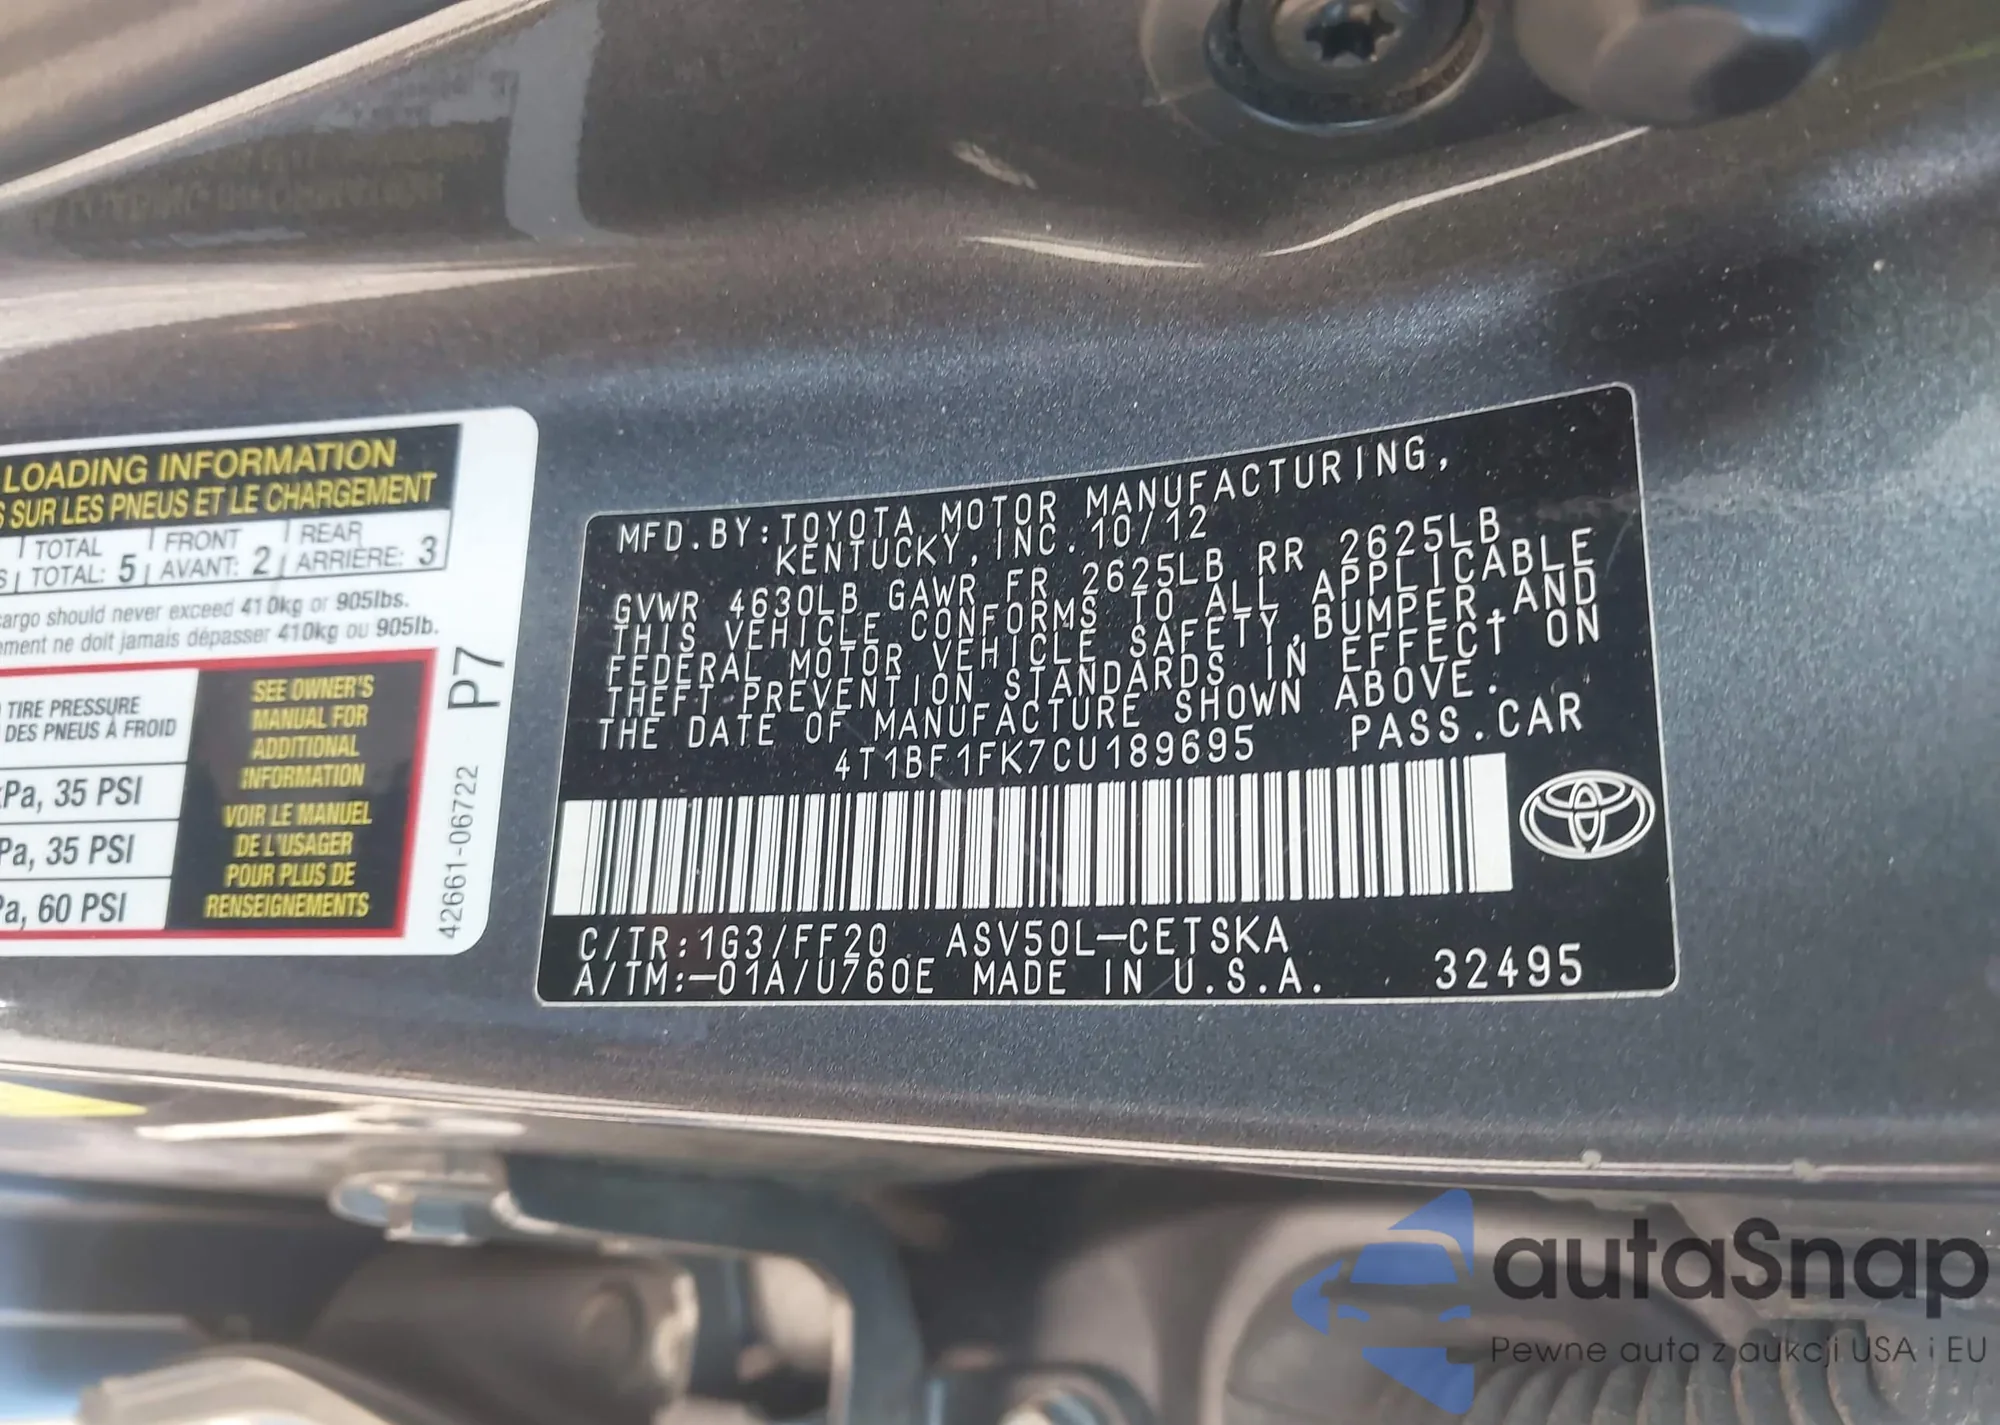 LOADING INFORMATION
SUR LES PNEUS ET LE CHARGEMENT
TOTAL FRONT REAR
TOTAL: 5 AVANT: 2 ARRIÈRE: 3
cargo should never exceed 410kg or 905lbs.
ne doit jamais dépasser 410kg ou 905lb.
TIRE PRESSURE
DES PNEUS À FROID
kPa, 35 PSI
Pa, 35 PSI
Pa, 60 PSI
SEE OWNER'S
MANUAL FOR
ADDITIONAL
INFORMATION
VOIR LE MANUEL
DE L'USAGER
POUR PLUS DE
RENSEIGNEMENTS
42661-06722 P7
MFD.BY:TOYOTA MOTOR MANUFACTURING,
KENTUCKY,INC.10/12
GVWR 4630LB GAWR FR 2625LB RR 2625LB
THIS VEHICLE CONFORMS TO ALL APPLICABLE
FEDERAL MOTOR VEHICLE SAFETY,BUMPER,AND
THEFT PREVENTION STANDARDS IN EFFECT ON
THE DATE OF MANUFACTURE SHOWN ABOVE.
4T1BF1FK7CU189695 PASS.CAR
C/TR:1G3/FF20 ASV50L-CETSKA
A/TM:-01A/U760E MADE IN U.S.A. 32495
autaSnap
Pewne auta z aukcji USA i EU